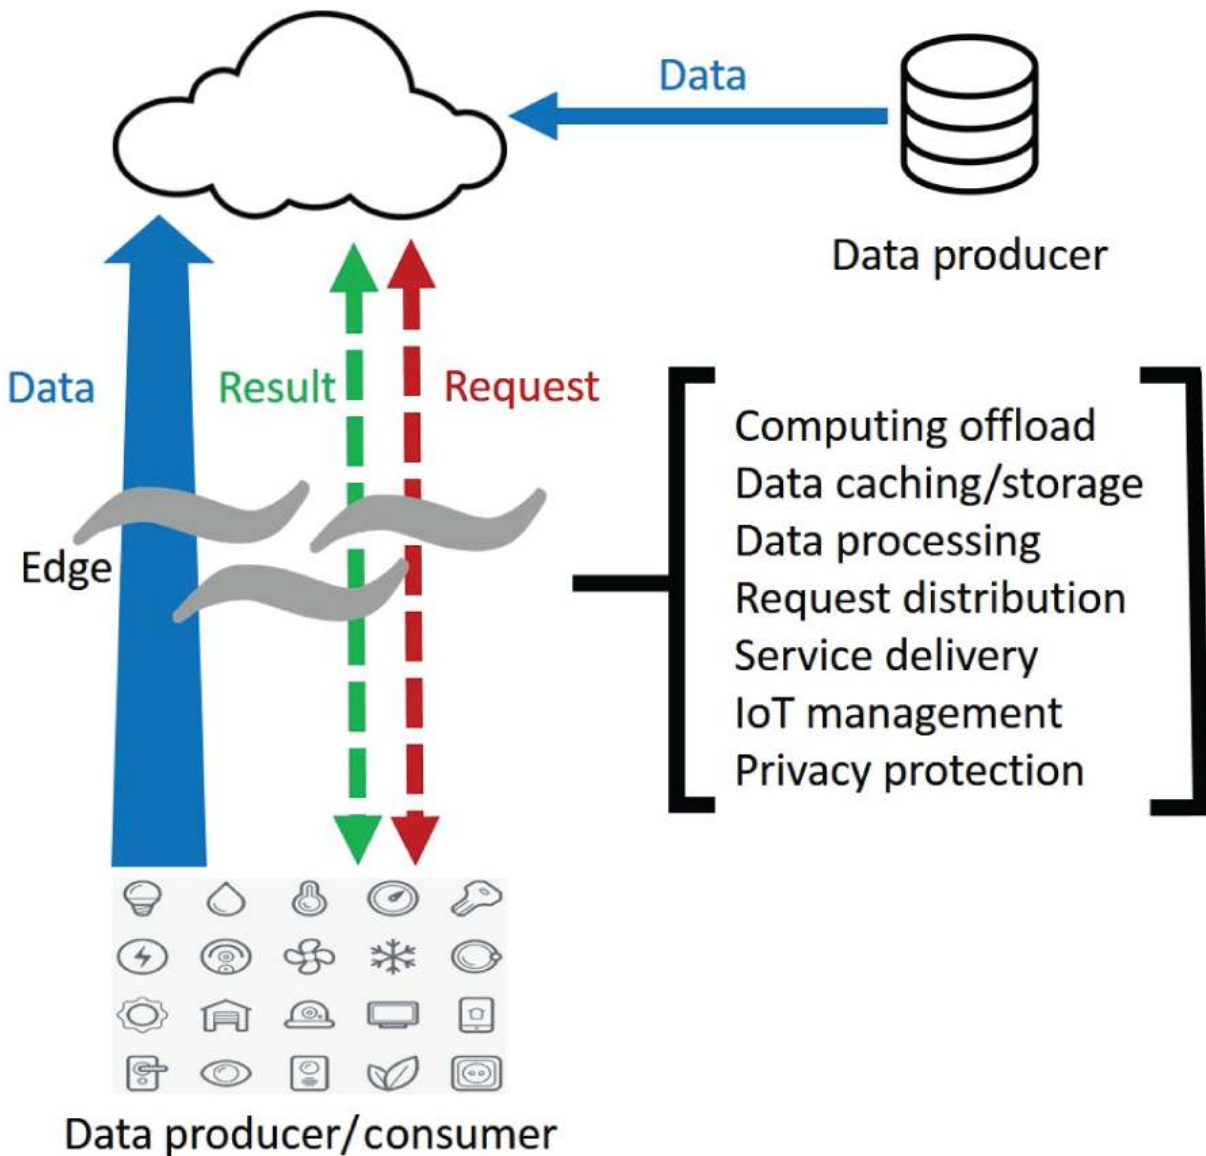 Data
Data producer
Data
Result
Request
Edge
Computing offload
Data caching/storage
Data processing
Request distribution
Service delivery
IoT management
Privacy protection
Data producer/consumer